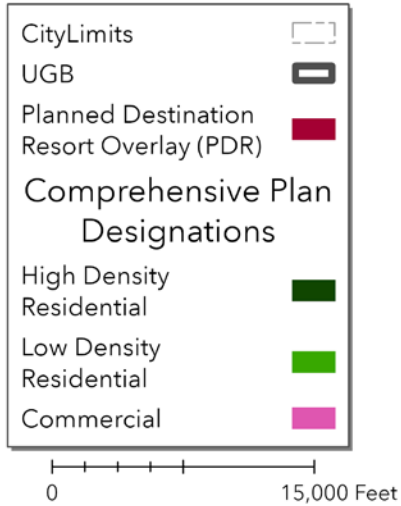 CityLimits
UGB
Planned Destination
Resort Overlay (PDR)
Comprehensive Plan
Designations
High Density
Residential
Low Density
Residential
Commercial
0 15,000 Feet